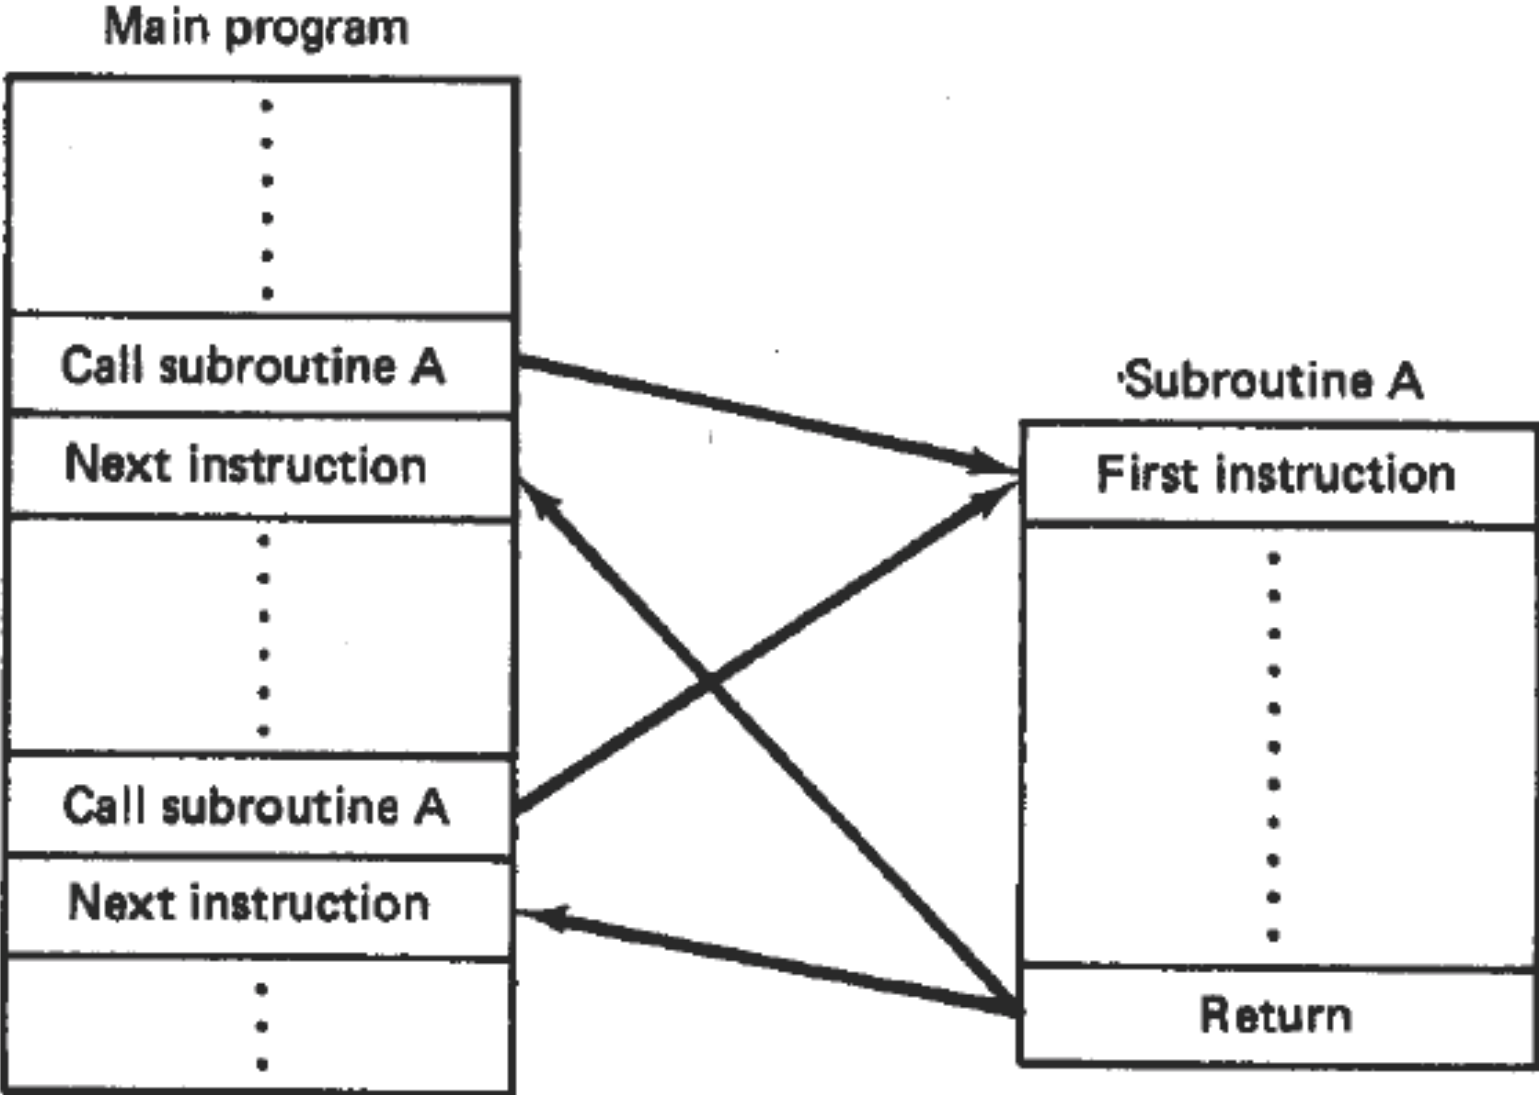 Main program
Call subroutine A
Next instruction
Call subroutine A
Next instruction
Subroutine A
First instruction
Return